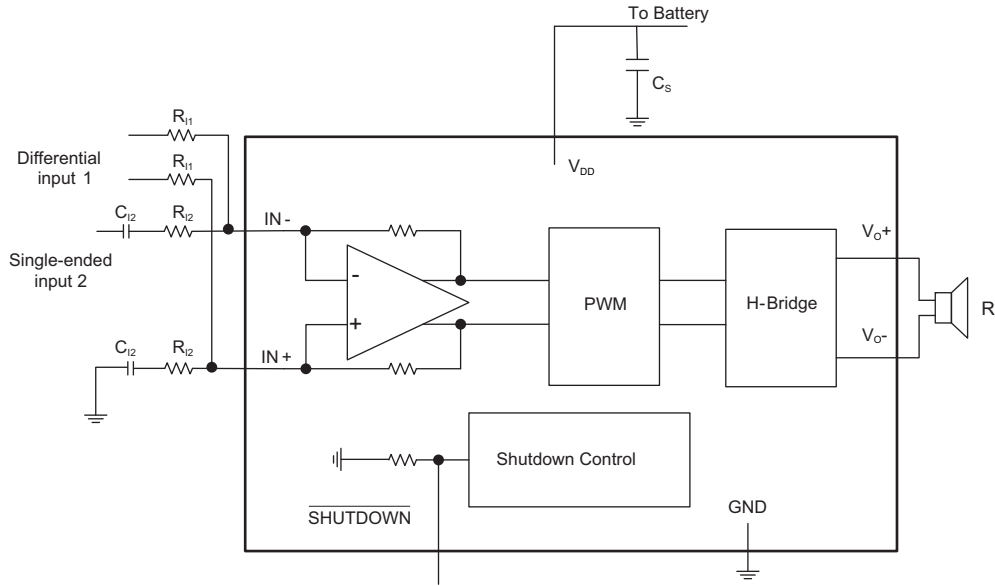 To Battery
C_S
R_I1
Differential
input 1
R_I1
V_DD
C_I2
R_I2
IN -
Single-ended
input 2
-
+
PWM
H-Bridge
V_O+
V_O-
R
C_I2
R_I2
IN +
Shutdown Control
SHUTDOWN
GND